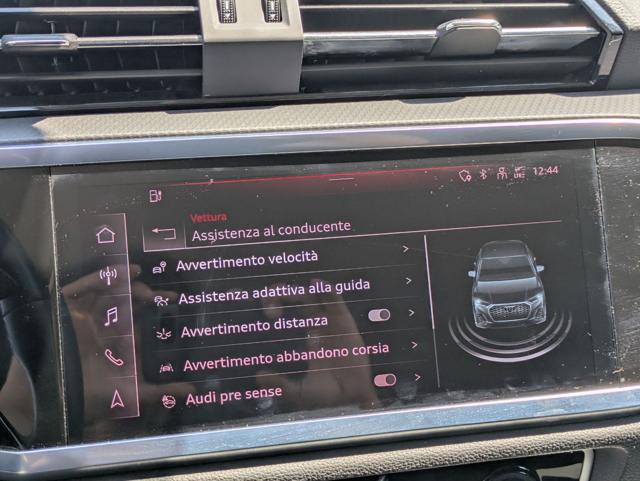 12:44
Vettura
Assistenza al conducente
Avvertimento velocità
Assistenza adattiva alla guida
Avvertimento distanza
Avvertimento abbandono corsia
Audi pre sense